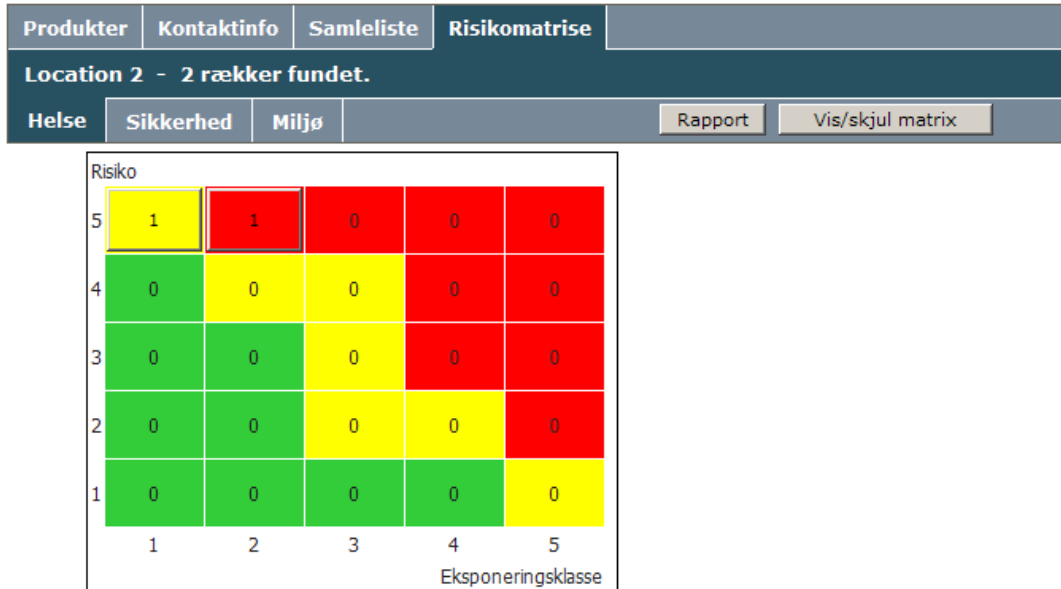 Produkter Kontaktinfo Samleliste Risikomatrise
Location 2 - 2 rækker fundet.
Helse Sikkerhed Miljø Rapport Vis/skjul matrix
Risiko
5 1 1 0 0 0
4 0 0 0 0 0
3 0 0 0 0 0
2 0 0 0 0 0
1 0 0 0 0 0
1 2 3 4 5
Eksponeringsklasse